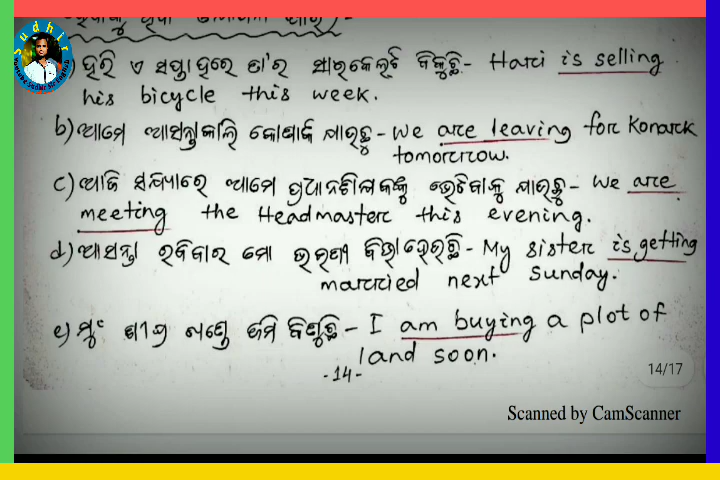 Sudhir
ହରି ଏ ସପ୍ତାହରେ ତା'ର ସାଇକେଲଟି ବିକୁଛି - Hari is selling
his bicycle this week.
b) ଆମେ ଆସନ୍ତାକାଲି କୋଣାର୍କ ଯାଉଛୁ - We are leaving for Konark
tomorrow.
c) ଆଜି ସନ୍ଧ୍ୟାରେ ଆମେ ପ୍ରଧାନଶିକ୍ଷକଙ୍କୁ ଭେଟିବାକୁ ଯାଉଛୁ - We are
meeting the Headmaster this evening.
d) ଆସନ୍ତା ରବିବାର ମୋ ଭଉଣୀ ବିଭାହେଉଛି - My sister is getting
married next Sunday.
e) ମୁଂ ଶୀଘ୍ର ଖଣ୍ଡେ ଜମି କିଣୁଛି - I am buying a plot of
land soon.
-14-
14/17
Scanned by CamScanner